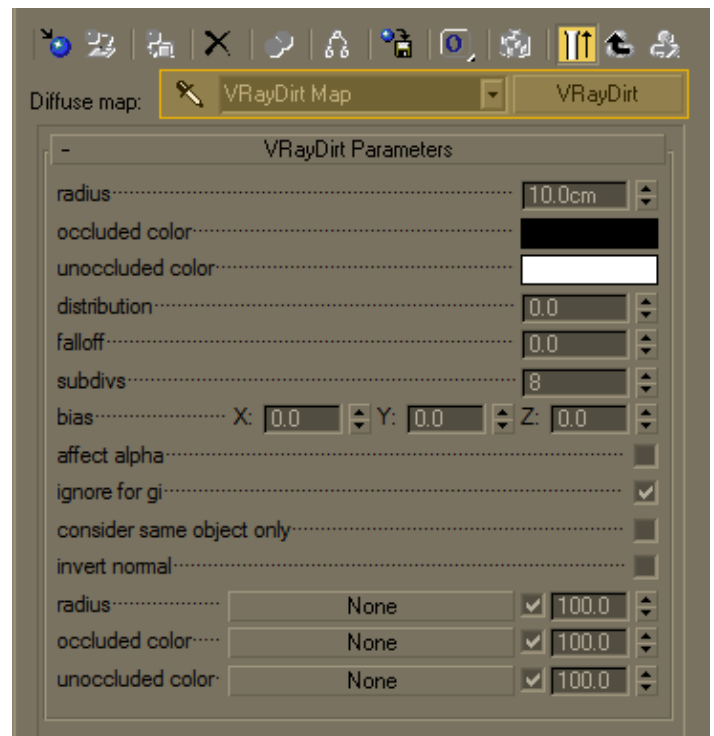 Diffuse map: VRayDirt Map VRayDirt
- VRayDirt Parameters
radius 10.0cm
occluded color
unoccluded color
distribution 0.0
falloff 0.0
subdivs 8
bias X: 0.0 Y: 0.0 Z: 0.0
affect alpha
ignore for gi
consider same object only
invert normal
radius None 100.0
occluded color None 100.0
unoccluded color None 100.0